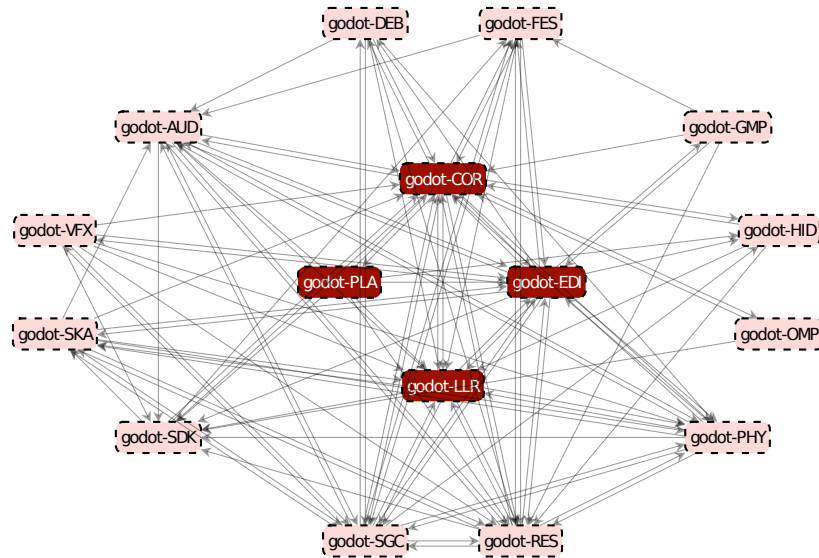 godot-DEB
godot-FES
godot-AUD
godot-GMP
godot-COR
godot-VFX
godot-HID
godot-PLA
godot-EDI
godot-SKA
godot-OMP
godot-LLR
godot-SDK
godot-PHY
godot-SGC
godot-RES